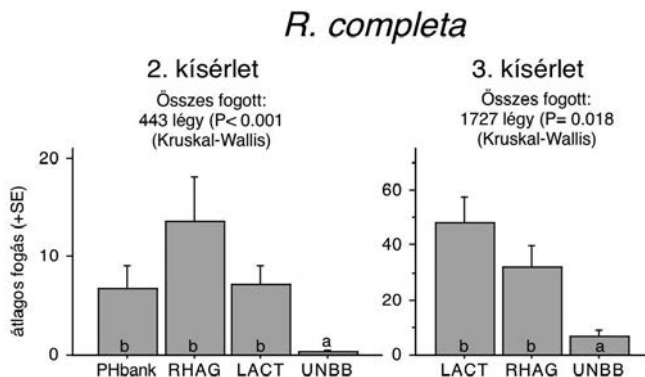 R. completa
2. kísérlet
Összes fogott:
443 légy (P< 0.001
(Kruskal-Wallis)
20
10
0
átlagos fogás (+SE)
b
b
b
a
PHbank
RHAG
LACT
UNBB
3. kísérlet
Összes fogott:
1727 légy (P= 0.018
(Kruskal-Wallis)
60
40
20
0
b
b
a
LACT
RHAG
UNBB